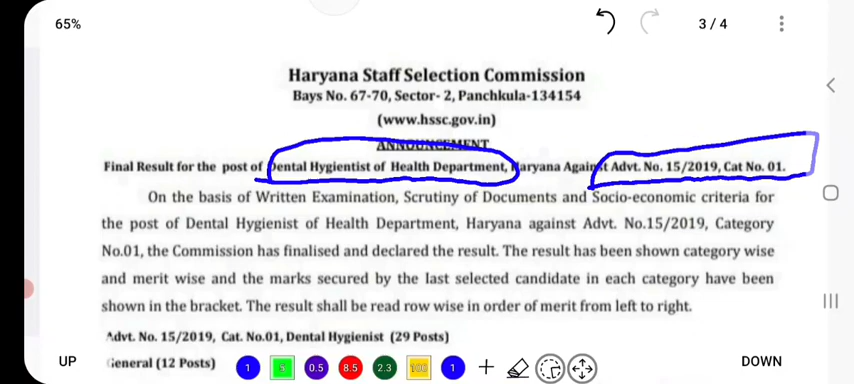 65%
3 / 4
Haryana Staff Selection Commission
Bays No. 67-70, Sector- 2, Panchkula-134154
(www.hssc.gov.in)
ANNOUNCEMENT
Final Result for the post of Dental Hygientist of Health Department, Haryana Against Advt. No. 15/2019, Cat No. 01.
On the basis of Written Examination, Scrutiny of Documents and Socio-economic criteria for
the post of Dental Hygienist of Health Department, Haryana against Advt. No.15/2019, Category
No.01, the Commission has finalised and declared the result. The result has been shown category wise
and merit wise and the marks secured by the last selected candidate in each category have been
shown in the bracket. The result shall be read row wise in order of merit from left to right.
Advt. No. 15/2019, Cat. No.01, Dental Hygienist (29 Posts)
General (12 Posts)
UP
1
5
0.5
8.5
2.3
100
1
DOWN